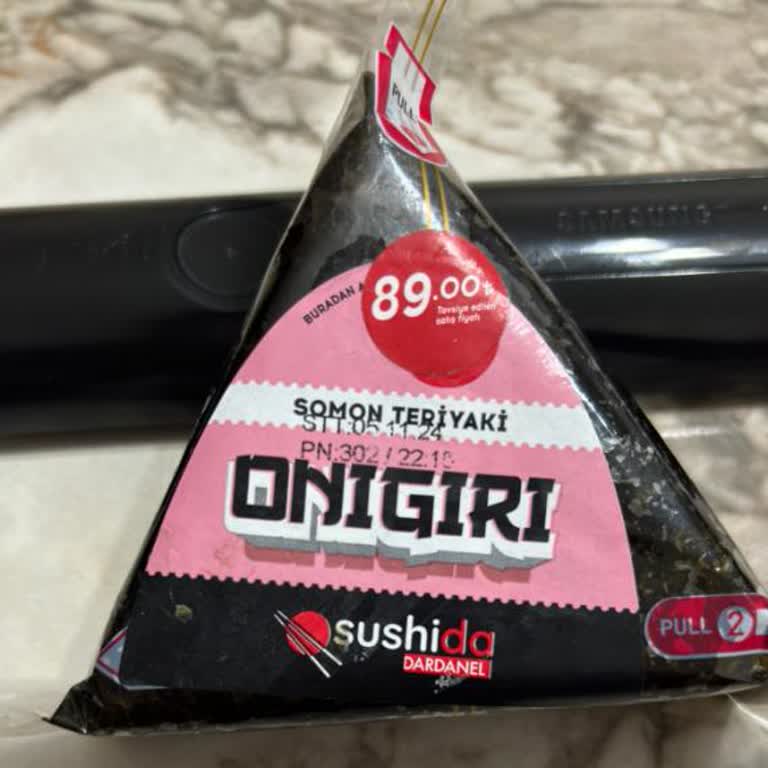 PULL
SAMSUNG
BURADAN A
89.00₺
Tavsiye edilen
satış fiyatı
SOMON TERİYAKİ
STT:05.11.24
PN:302 / 22:18
ONIGIRI
sushida
DARDANEL
PULL 2